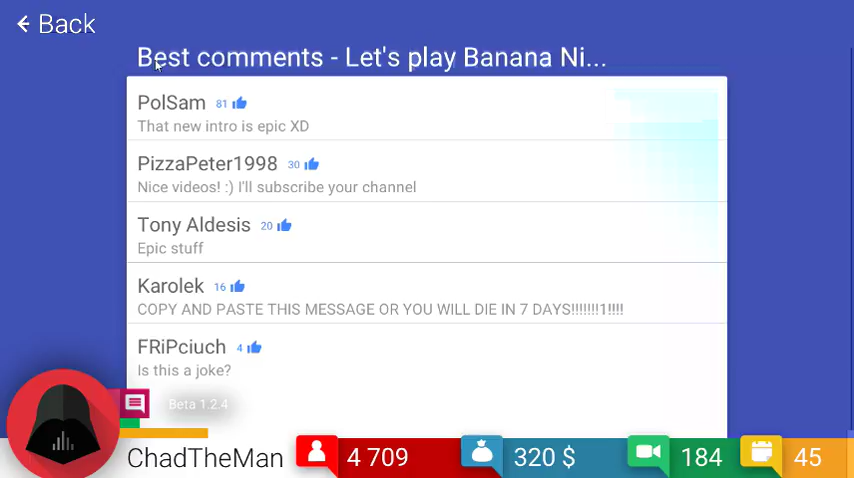 Back
Best comments - Let's play Banana Ni...
PolSam 81
That new intro is epic XD
PizzaPeter1998 30
Nice videos! :) I'll subscribe your channel
Tony Aldesis 20
Epic stuff
Karolek 16
COPY AND PASTE THIS MESSAGE OR YOU WILL DIE IN 7 DAYS!!!!!!!1!!!!
FRiPciuch 4
Is this a joke?
Beta 1.2.4
ChadTheMan 4 709 320 $ 184 45